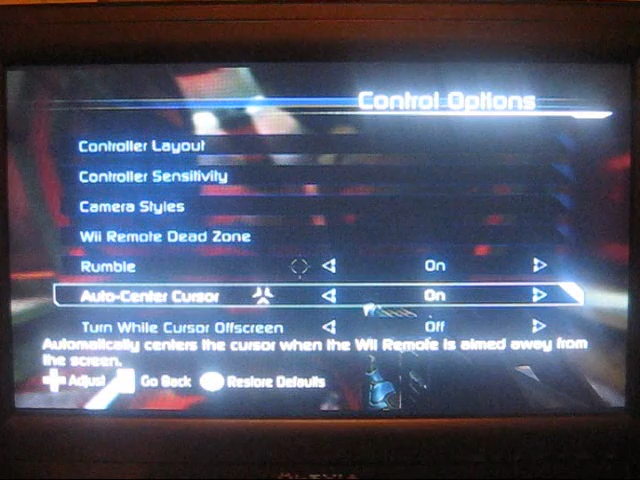 Control Options
Controller Layout
Controller Sensitivity
Camera Styles
Wii Remote Dead Zone
Rumble On
Auto-Center Cursor On
Turn While Cursor Offscreen Off
Automatically centers the cursor when the Wii Remote is aimed away from
the screen.
Adjust Go Back Restore Defaults